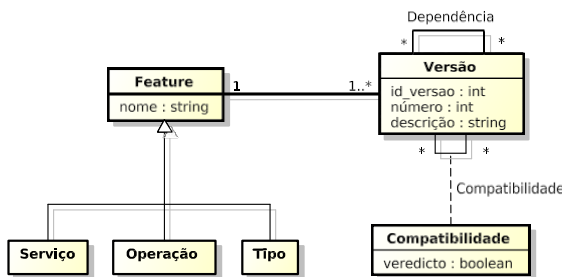 Dependência
* *
Versão
Feature
1 1..*
id_versao : int
nome : string
número : int
descrição : string
* *
Compatibilidade
Serviço Operação Tipo
Compatibilidade
veredicto : boolean